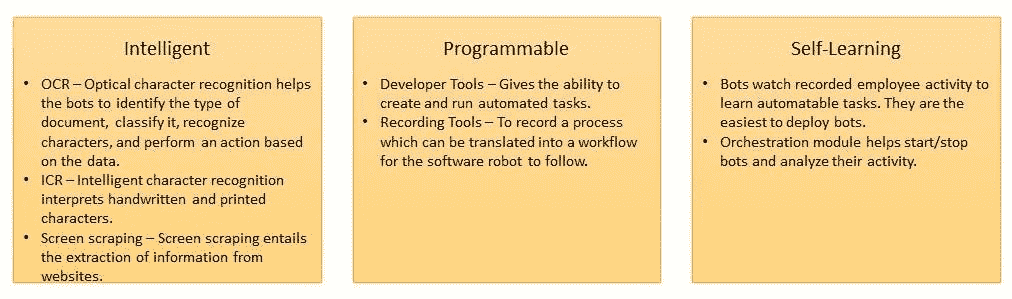 Intelligent
• OCR – Optical character recognition helps
the bots to identify the type of
document, classify it, recognize
characters, and perform an action based
on the data.
• ICR – Intelligent character recognition
interprets handwritten and printed
characters.
• Screen scraping – Screen scraping entails
the extraction of information from
websites.
Programmable
• Developer Tools – Gives the ability to
create and run automated tasks.
• Recording Tools – To record a process
which can be translated into a workflow
for the software robot to follow.
Self-Learning
• Bots watch recorded employee activity to
learn automatable tasks. They are the
easiest to deploy bots.
• Orchestration module helps start/stop
bots and analyze their activity.